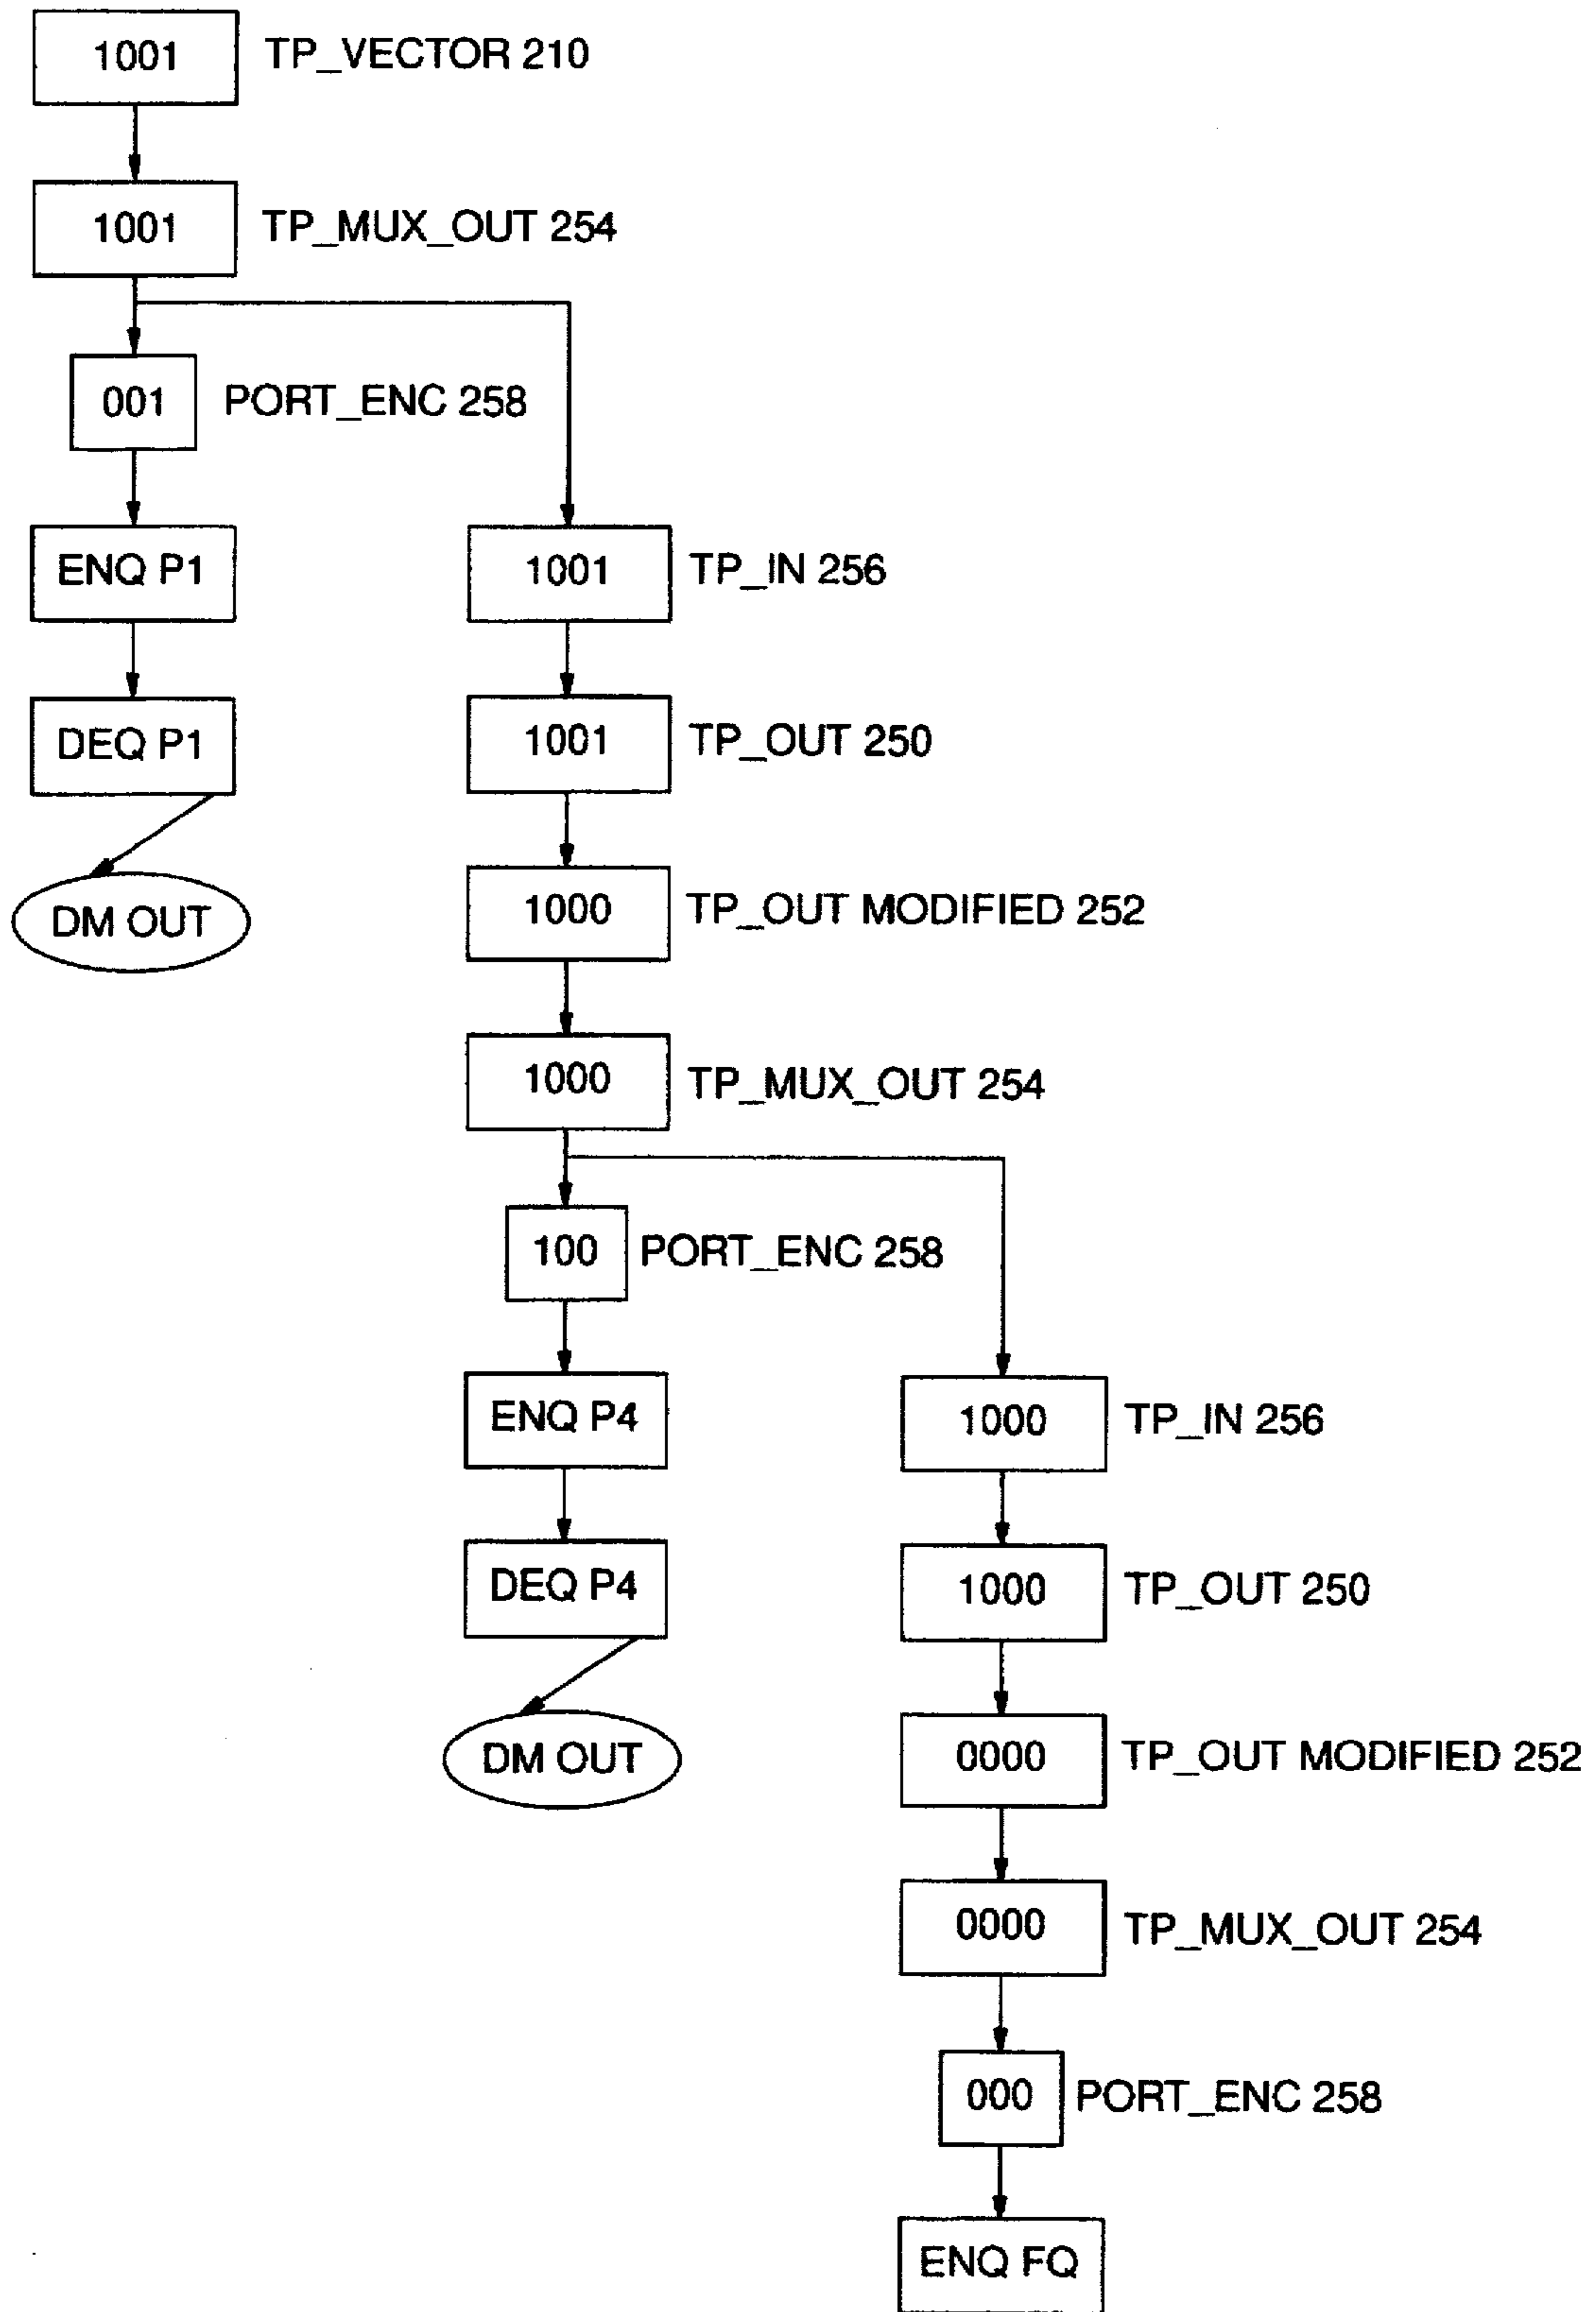 1001 TP_VECTOR 210
1001 TP_MUX_OUT 254
001 PORT_ENC 258
ENQ P1
1001 TP_IN 256
DEQ P1
1001 TP_OUT 250
DM OUT
1000 TP_OUT MODIFIED 252
1000 TP_MUX_OUT 254
100 PORT_ENC 258
ENQ P4
1000 TP_IN 256
DEQ P4
1000 TP_OUT 250
DM OUT
0000 TP_OUT MODIFIED 252
0000 TP_MUX_OUT 254
000 PORT_ENC 258
ENQ FQ